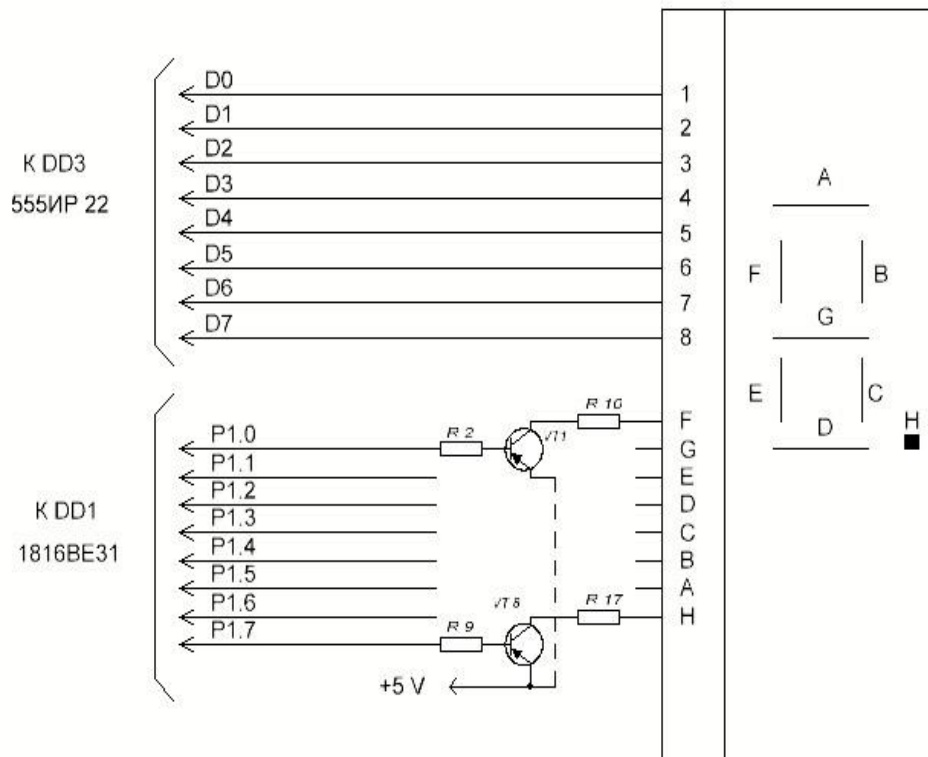 D0
1
D1
2
D2
3
К DD3
D3
4
555ИР 22
D4
5
D5
6
D6
7
D7
8
A
F
B
G
E
C
D
H
R 10
F
P1.0
R 2
VT1
G
P1.1
E
P1.2
D
К DD1
P1.3
C
1816ВЕ31
P1.4
B
P1.5
A
P1.6
VT8
R 17
H
P1.7
R 9
+5 V